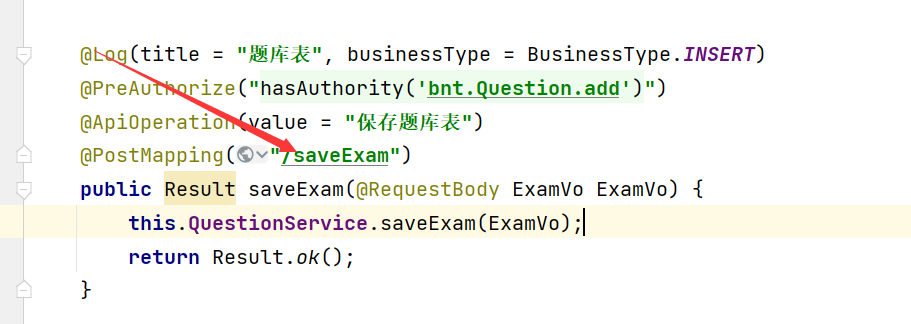 @Log(title = "题库表", businessType = BusinessType.INSERT)
@PreAuthorize("hasAuthority('bnt.Question.add')")
@ApiOperation(value = "保存题库表")
@PostMapping("/saveExam")
public Result saveExam(@RequestBody ExamVo ExamVo) {
this.QuestionService.saveExam(ExamVo);
return Result.ok();
}